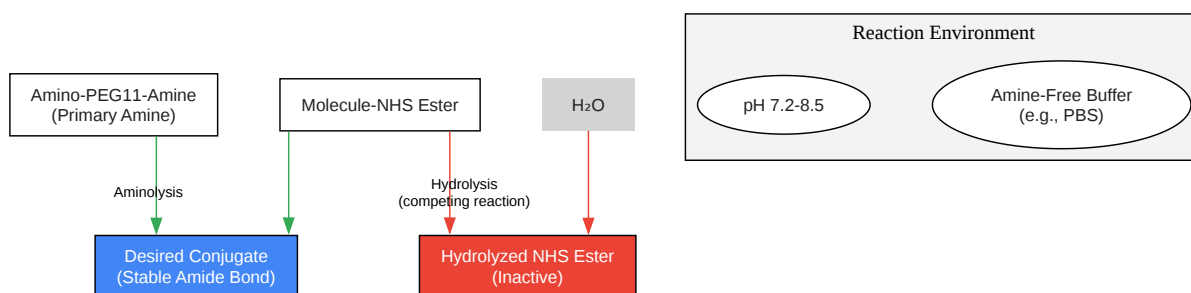 Reaction Environment
Amino-PEG11-Amine
(Primary Amine)
Molecule-NHS Ester
H₂O
pH 7.2-8.5
Amine-Free Buffer
(e.g., PBS)
Aminolysis
Hydrolysis
(competing reaction)
Desired Conjugate
(Stable Amide Bond)
Hydrolyzed NHS Ester
(Inactive)